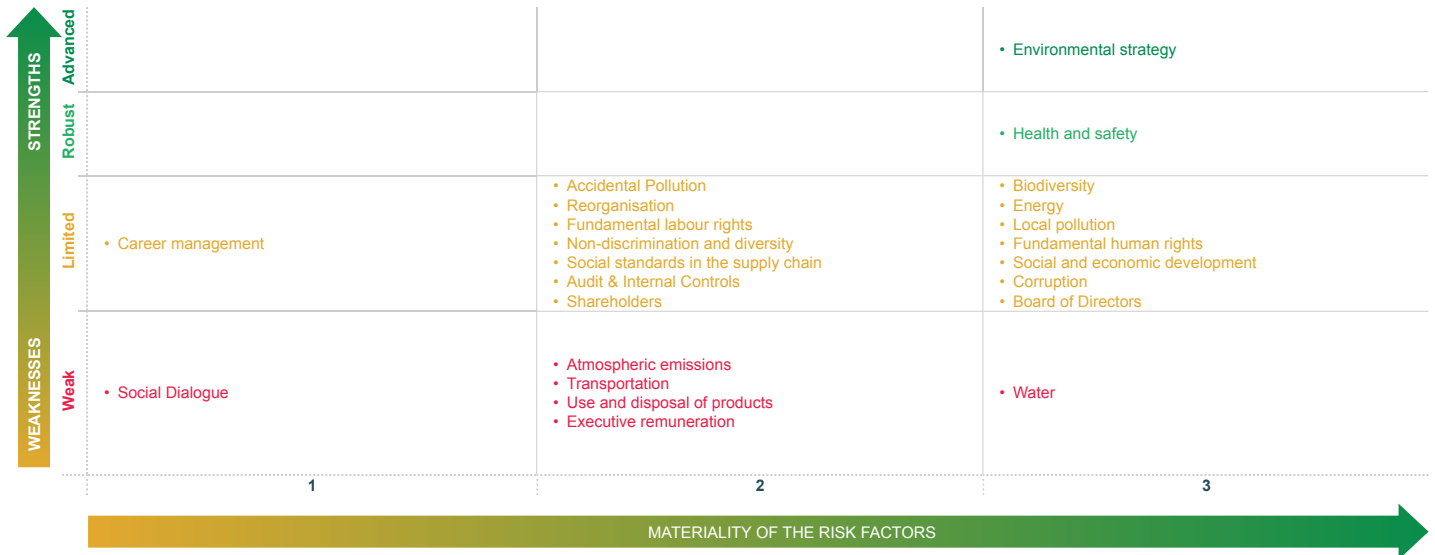 STRENGTHS
WEAKNESSES
Advanced
• Environmental strategy
Robust
• Health and safety
Limited
• Career management
• Accidental Pollution
• Reorganisation
• Fundamental labour rights
• Non-discrimination and diversity
• Social standards in the supply chain
• Audit & Internal Controls
• Shareholders
• Biodiversity
• Energy
• Local pollution
• Fundamental human rights
• Social and economic development
• Corruption
• Board of Directors
Weak
• Social Dialogue
• Atmospheric emissions
• Transportation
• Use and disposal of products
• Executive remuneration
• Water
1
2
3
MATERIALITY OF THE RISK FACTORS